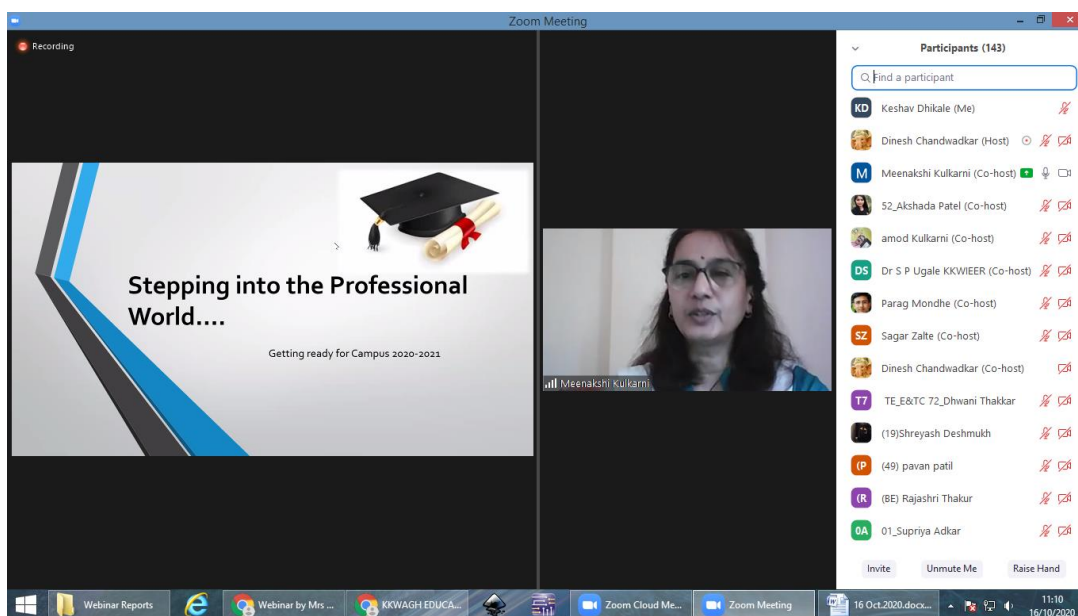 Zoom Meeting
Recording
Stepping into the Professional
World....
Getting ready for Campus 2020-2021
Meenakshi Kulkarni
Participants (143)
Find a participant
KD Keshav Dhikale (Me)
Dinesh Chandwadkar (Host)
M Meenakshi Kulkarni (Co-host)
52_Akshada Patel (Co-host)
amod Kulkarni (Co-host)
DS Dr S P Ugale KKWIEER (Co-host)
Parag Mondhe (Co-host)
SZ Sagar Zalte (Co-host)
Dinesh Chandwadkar (Co-host)
T7 TE_E&TC 72_Dhwani Thakkar
(19)Shreyash Deshmukh
(P (49) pavan patil
(R (BE) Rajashri Thakur
0A 01_Supriya Adkar
Invite Unmute Me Raise Hand
Webinar Reports Webinar by Mrs ... KKWAGH EDUCA... Zoom Cloud Me... Zoom Meeting 16 Oct.2020.docx... 11:10
16/10/2020